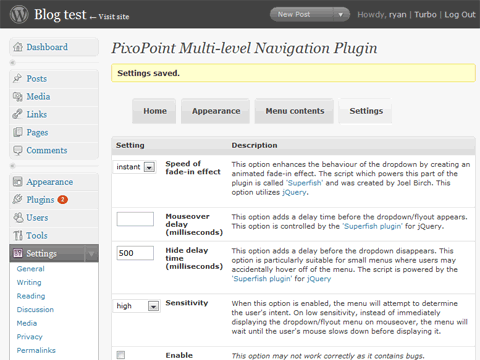 Blog test ← Visit site
New Post
Howdy, ryan | Turbo | Log Out
Dashboard
Posts
Media
Links
Pages
Comments
Appearance
Plugins 2
Users
Tools
Settings
General
Writing
Reading
Discussion
Media
Privacy
Permalinks
PixoPoint Multi-level Navigation Plugin
Settings saved.
Home
Appearance
Menu contents
Settings
Setting
Description
instant
Speed of
fade-in effect
This option enhances the behaviour of the dropdown by creating an
animated fade-in effect. The script which powers this part of the
plugin is called 'Superfish' and was created by Joel Birch. This
option utilizes jQuery.
Mouseover
delay
(milliseconds)
This option adds a delay time before the dropdown/flyout appears.
This option is controlled by the 'Superfish plugin' for jQuery.
500
Hide delay
time
(milliseconds)
This option adds a delay before the dropdown disappears. This
option is particularly suitable for small menus where users may
accidentally hover off of the menu. The script is powered by the
'Superfish plugin' for jQuery
high
Sensitivity
When this option is enabled, the menu will attempt to determine
the user's intent. On low sensitivity, instead of immediately
displaying the dropdown/flyout menu on mouseover, the menu will
wait until the user's mouse slows down before displaying it.
Enable
This option may not work correctly as it contains bugs.